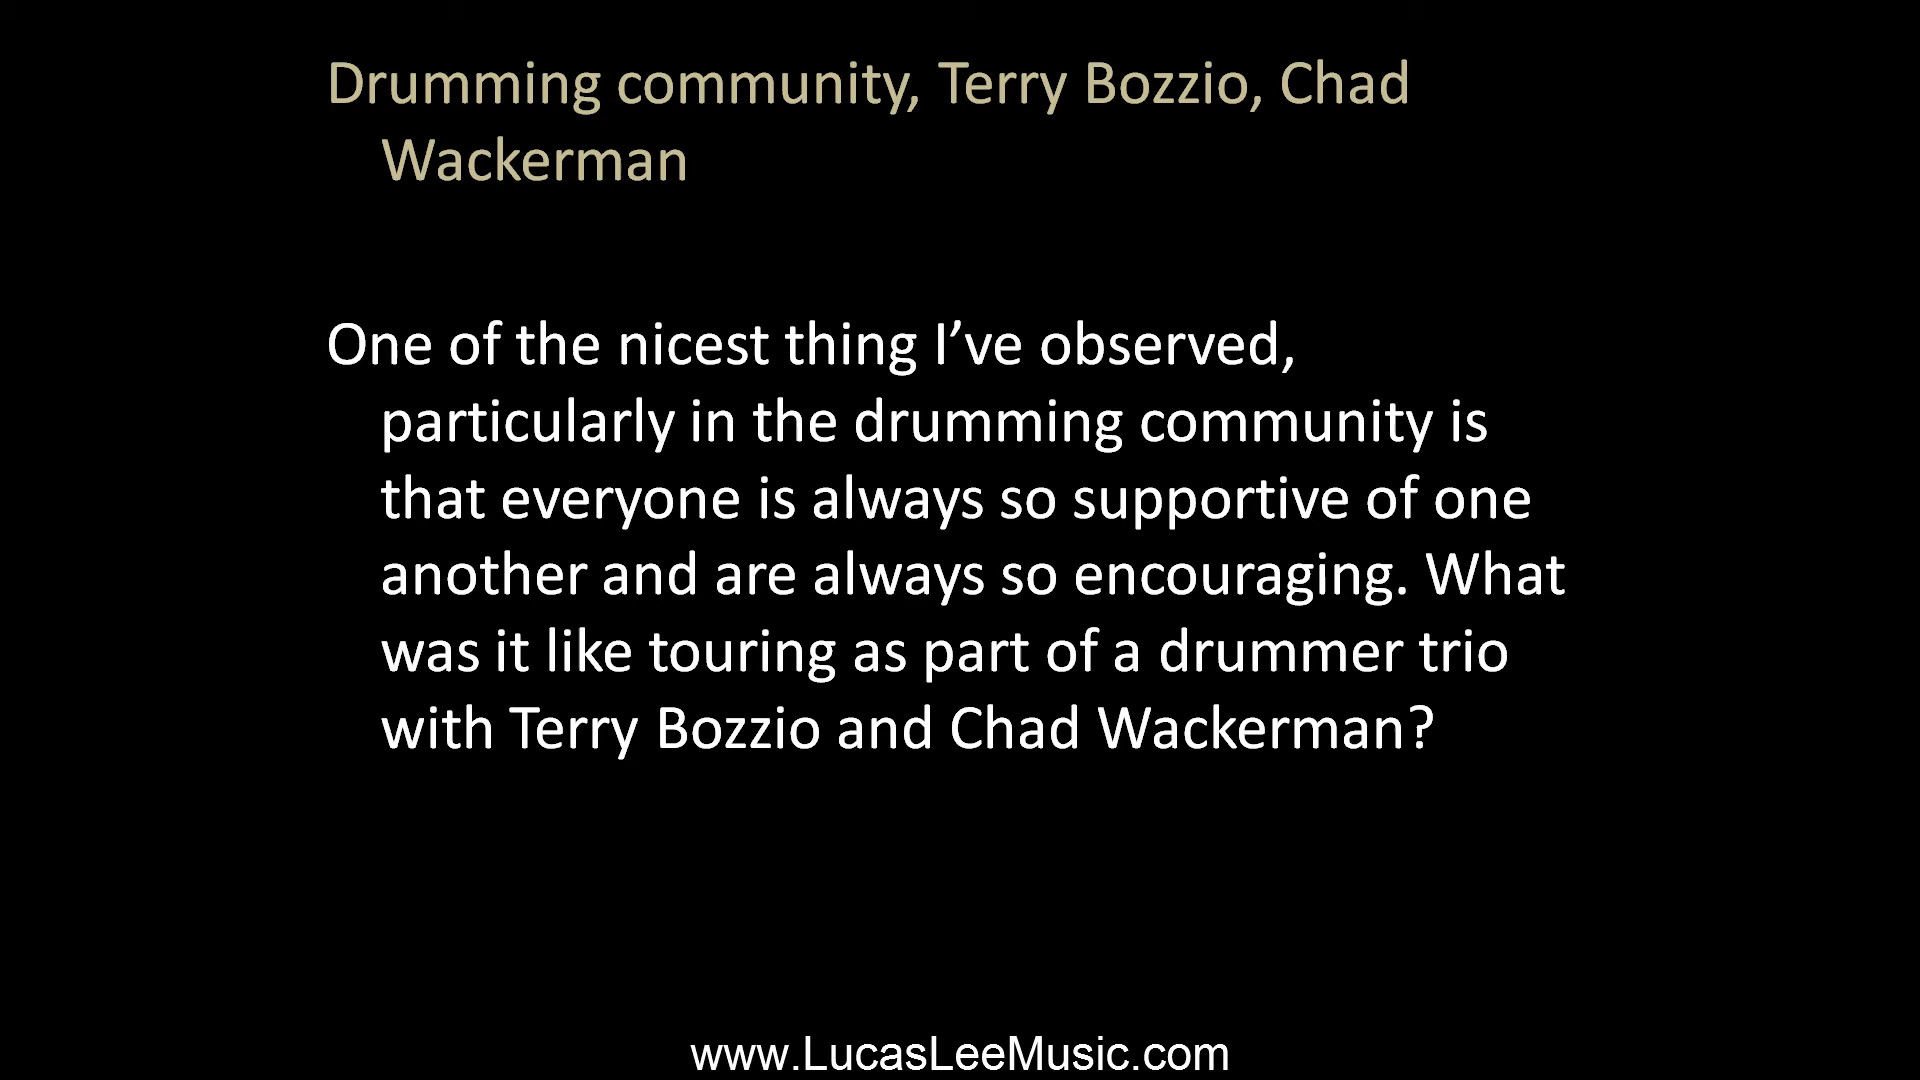 Drumming community, Terry Bozzio, Chad
Wackerman
One of the nicest thing I’ve observed,
particularly in the drumming community is
that everyone is always so supportive of one
another and are always so encouraging. What
was it like touring as part of a drummer trio
with Terry Bozzio and Chad Wackerman?
www.LucasLeeMusic.com